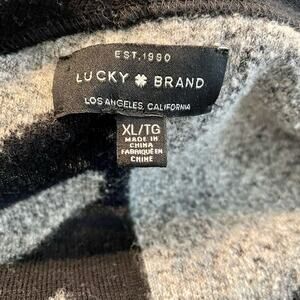 EST. 1990
LUCKY BRAND
LOS ANGELES, CALIFORNIA
XL/TG
MADE IN
CHINA
FABRIQUÉ EN
CHINE